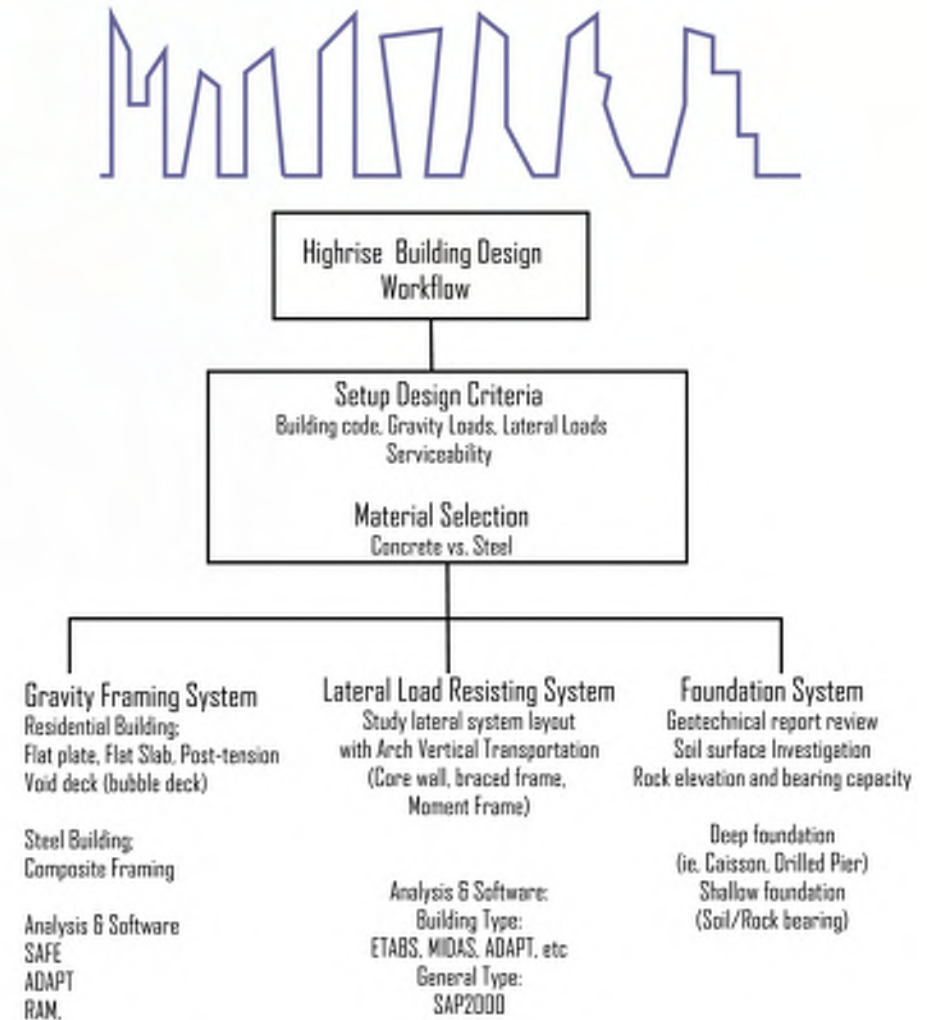 Highrise Building Design
Workflow
Setup Design Criteria
Building code, Gravity Loads, Lateral Loads
Serviceability
Material Selection
Concrete vs. Steel
Gravity Framing System
Residential Building;
Flat plate, Flat Slab, Post-tension
Void deck (bubble deck)
Steel Building;
Composite Framing
Analysis & Software
SAFE
ADAPT
RAM,
Lateral Load Resisting System
Study lateral system layout
with Arch Vertical Transportation
(Core wall, braced frame,
Moment Frame)
Analysis & Software:
Building Type:
ETABS, MIDAS, ADAPT, etc
General Type:
SAP2000
Foundation System
Geotechnical report review
Soil surface Investigation
Rock elevation and bearing capacity
Deep foundation
(ie, Caisson, Drilled Pier)
Shallow foundation
(Soil/Rock bearing)